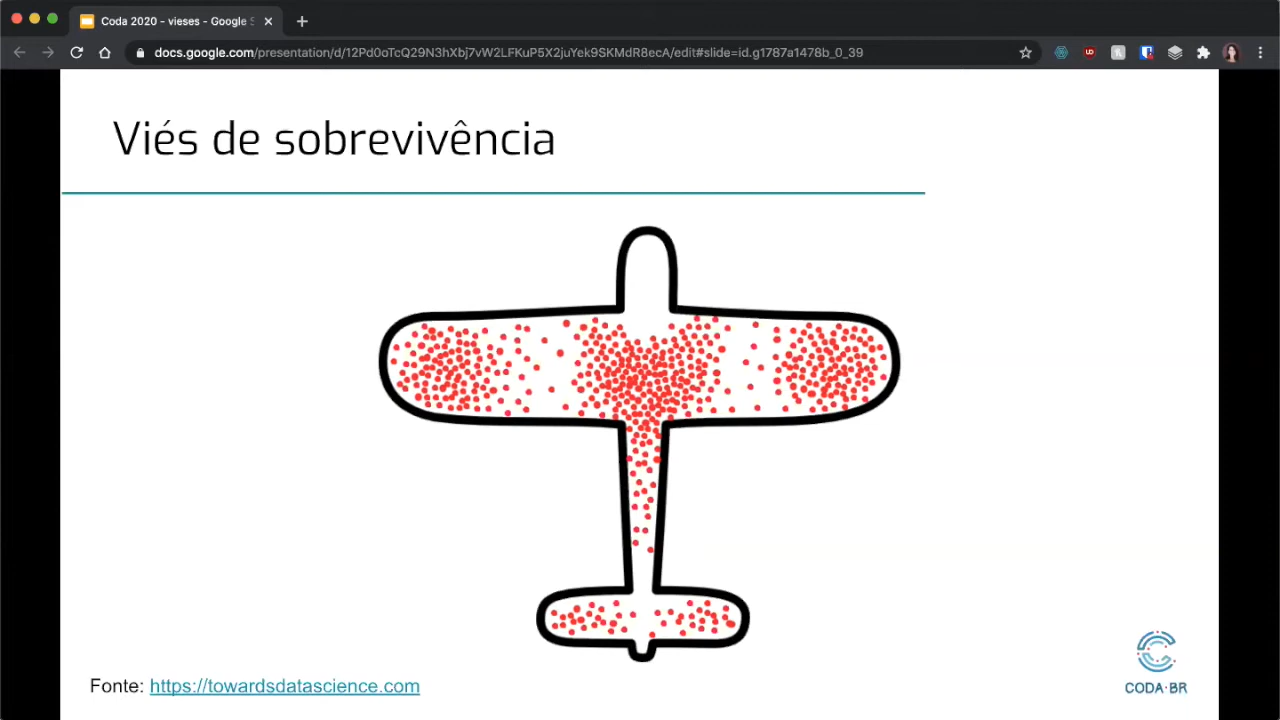 Coda 2020 - vieses - Google S
docs.google.com/presentation/d/12Pd0oTcQ29N3hXbj7vW2LFKuP5X2juYek9SKMdR8ecA/edit#slide=id.g1787a1478b_0_39
Viés de sobrevivência
Fonte: https://towardsdatascience.com
CODA·BR